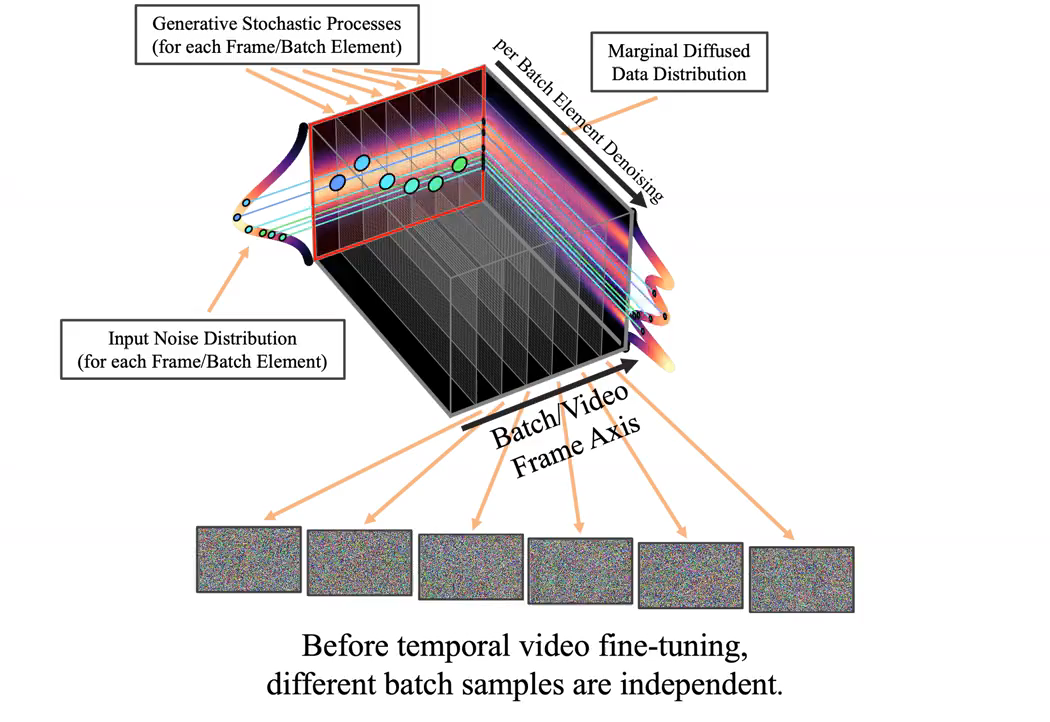 Generative Stochastic Processes
(for each Frame/Batch Element)
Marginal Diffused
Data Distribution
per Batch Element Denoising
Input Noise Distribution
(for each Frame/Batch Element)
Batch/Video
Frame Axis
Before temporal video fine-tuning,
different batch samples are independent.